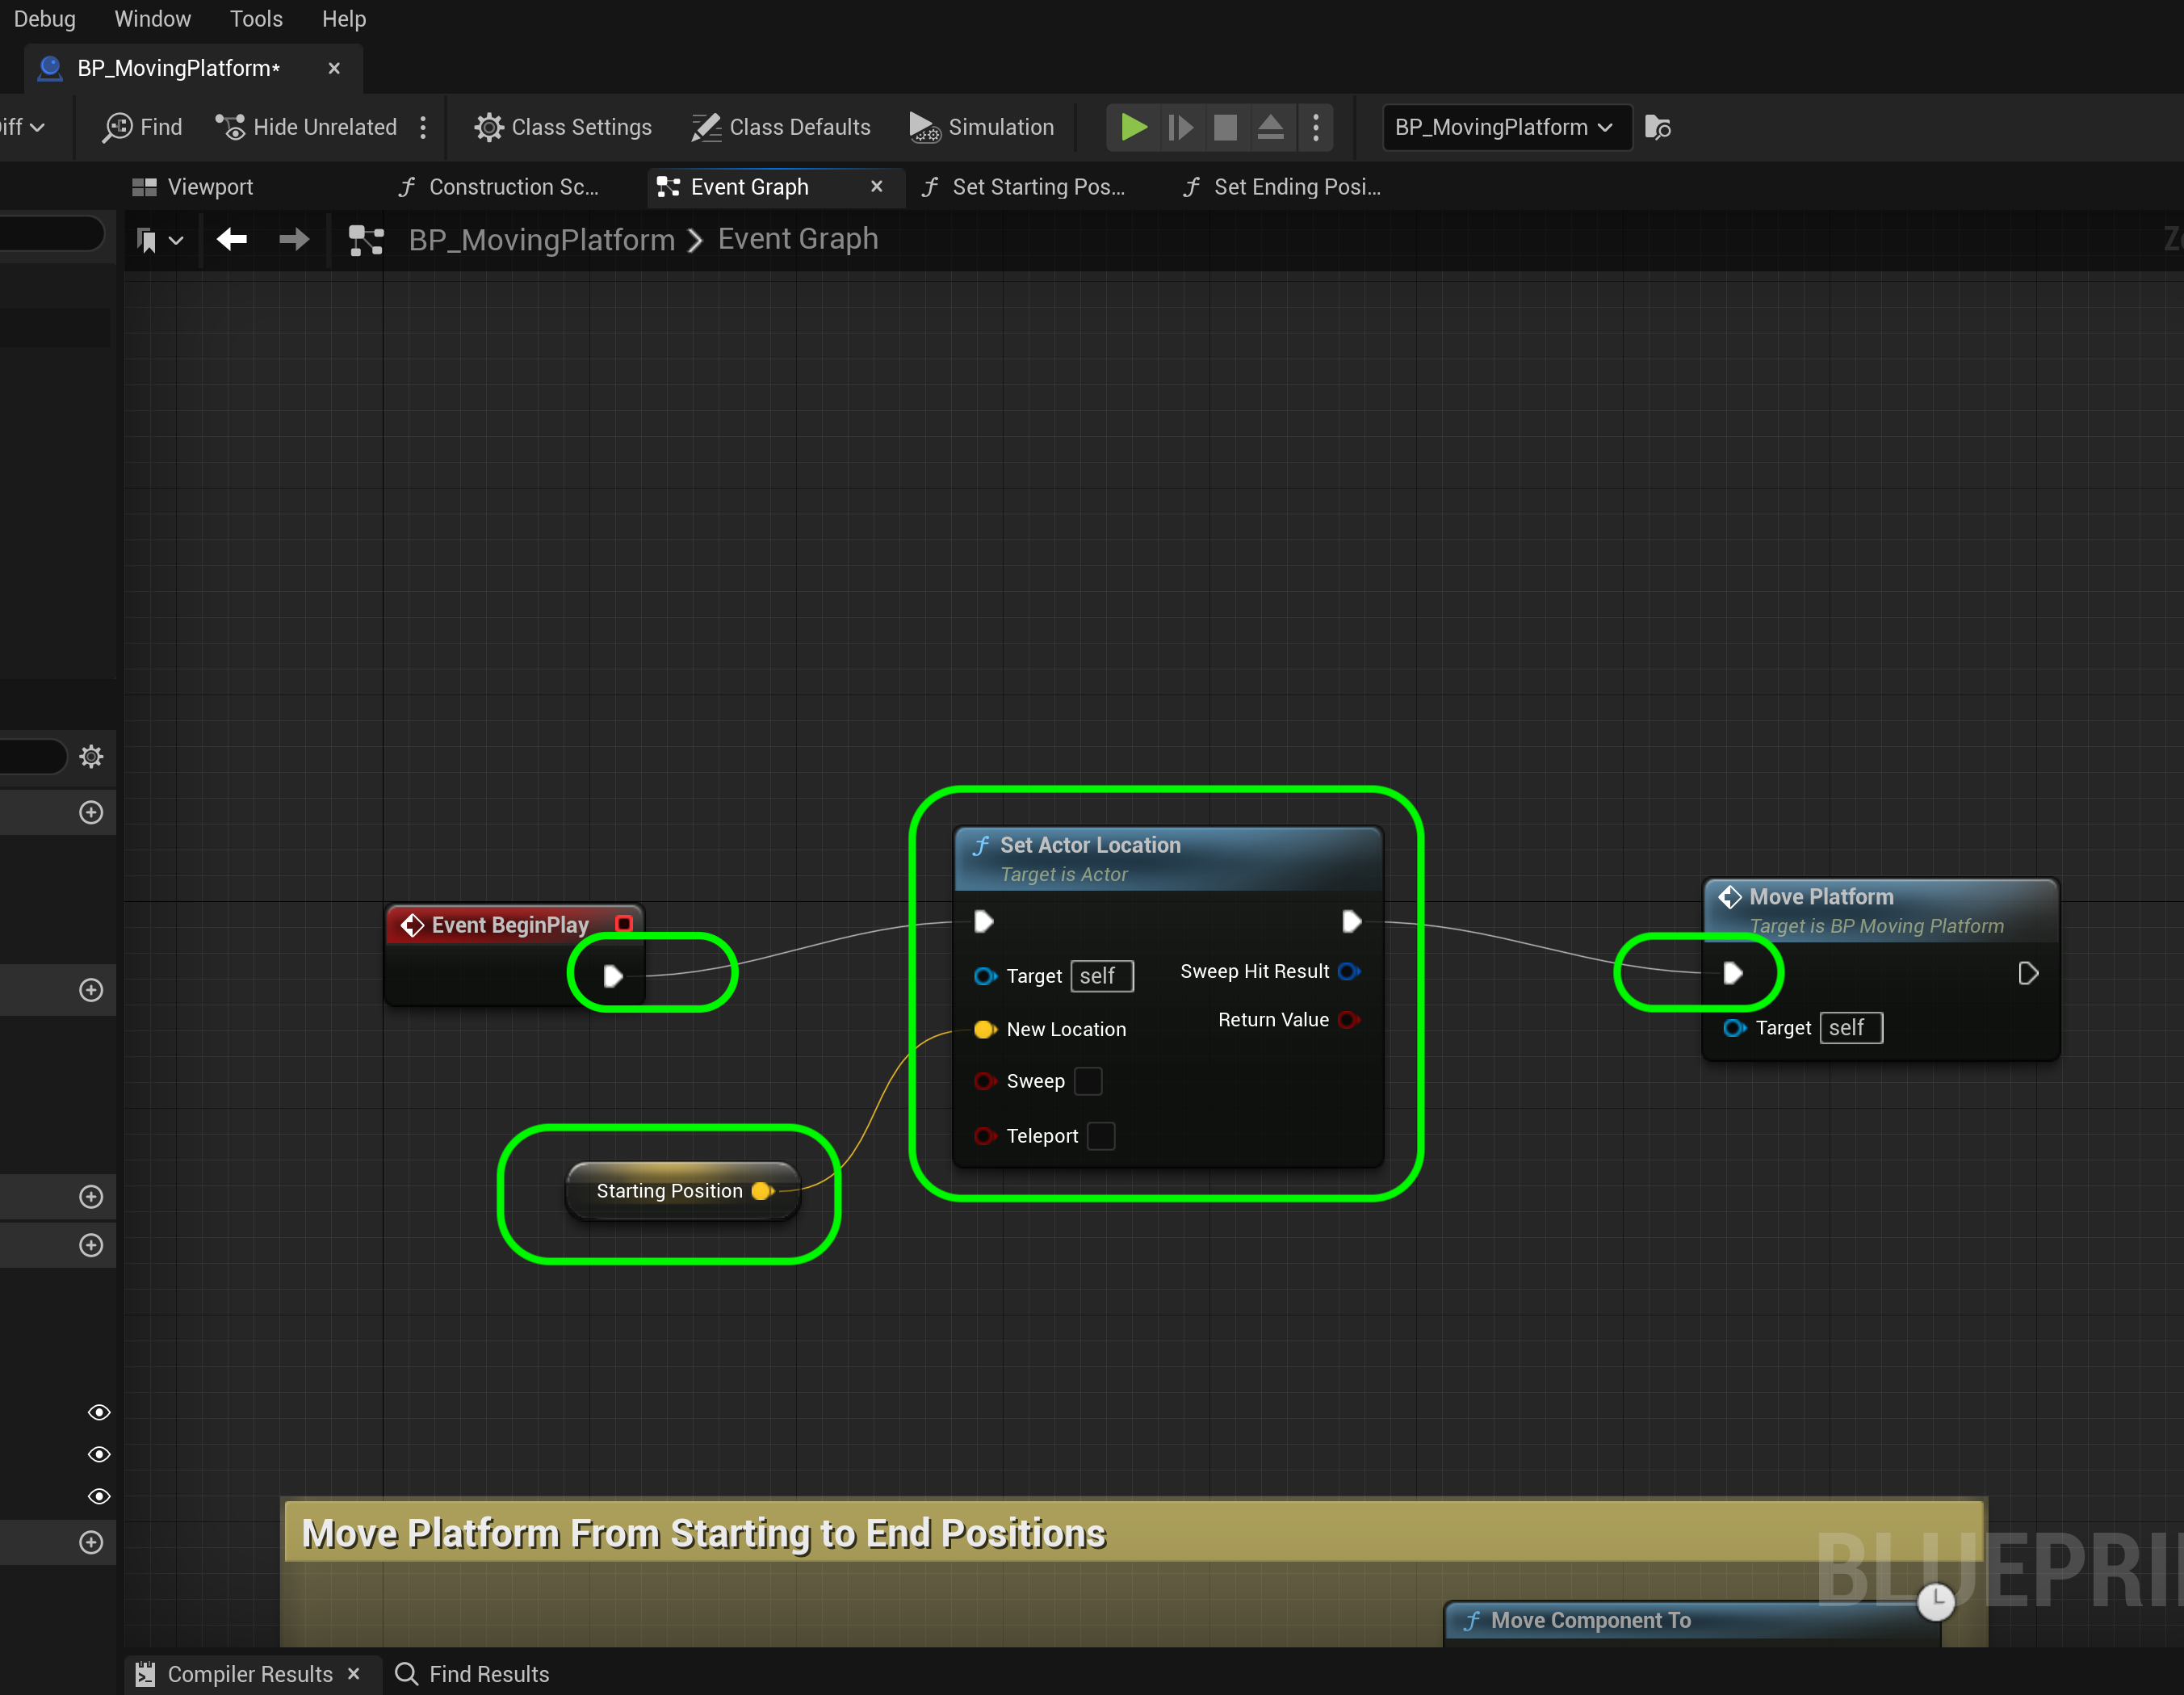 Debug Window Tools Help
BP_MovingPlatform*
iff Find Hide Unrelated Class Settings Class Defaults Simulation BP_MovingPlatform
Viewport Construction Sc... Event Graph Set Starting Pos... Set Ending Posi...
BP_MovingPlatform > Event Graph
Set Actor Location
Target is Actor
Event BeginPlay
Move Platform
Target is BP Moving Platform
Target self
Sweep Hit Result
New Location
Return Value
Target self
Sweep
Teleport
Starting Position
Move Platform From Starting to End Positions
BLUEPRI
Move Component To
Compiler Results Find Results